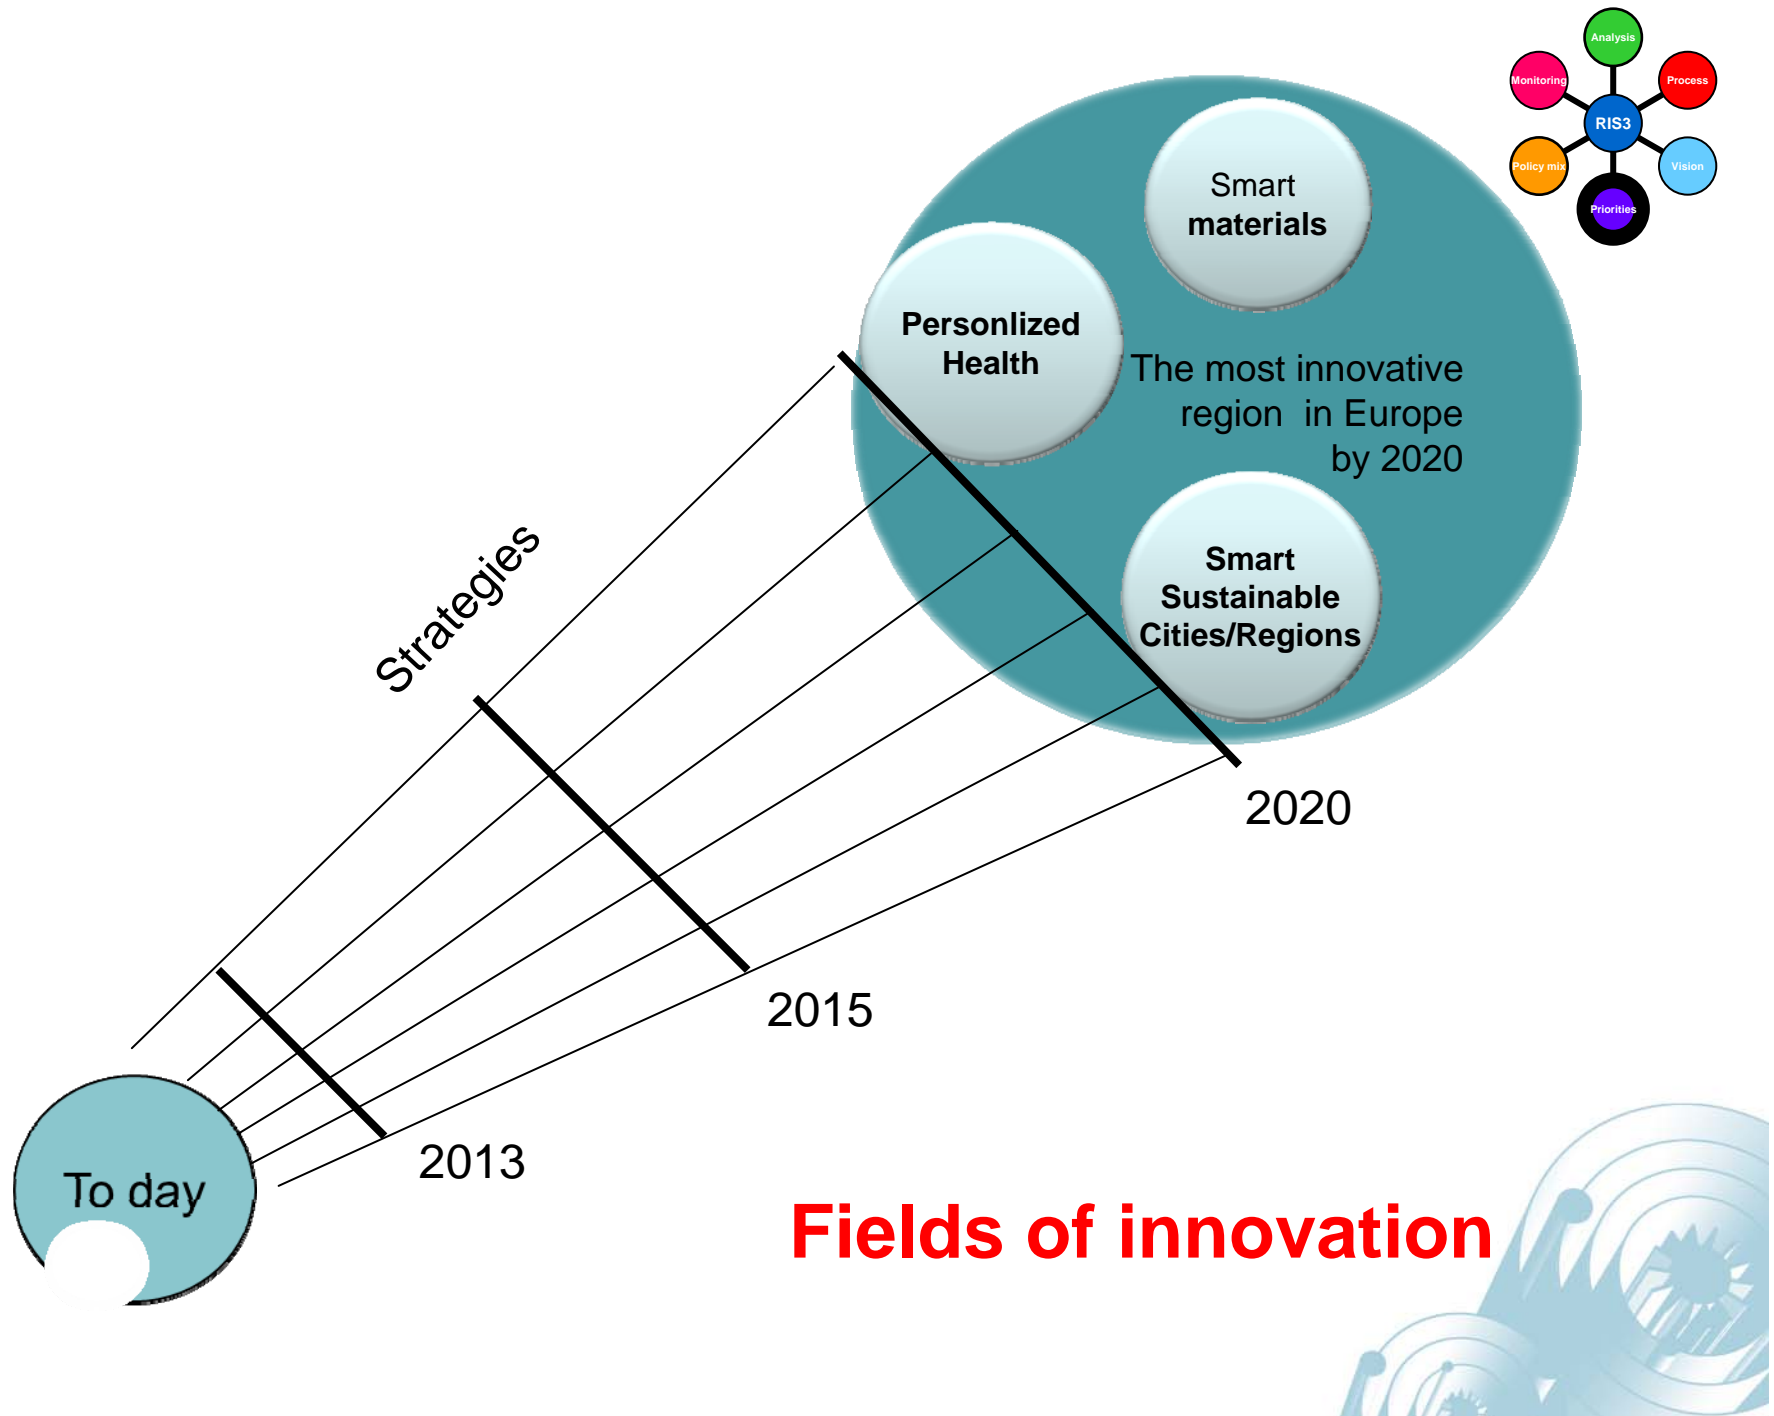 Analysis
Monitoring
Process
RIS3
Policy mix
Vision
Priorities
Smart
materials
Personlized
Health
The most innovative
region  in Europe
by 2020
Smart
Sustainable
Cities/Regions
Strategies
2020
2015
2013
To day
Fields of innovation